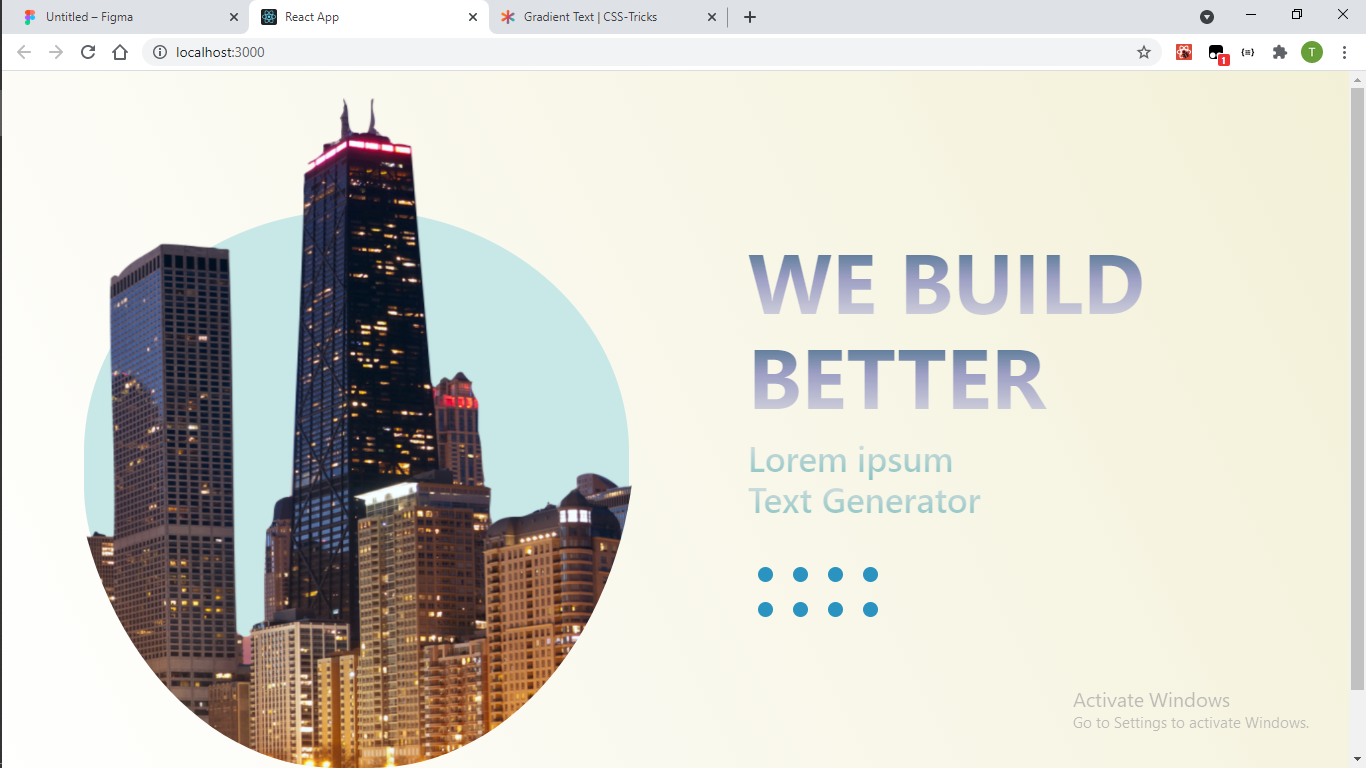 Untitled – Figma
React App
Gradient Text | CSS-Tricks
localhost:3000
1
T
WE BUILD
BETTER
Lorem ipsum
Text Generator
Activate Windows
Go to Settings to activate Windows.